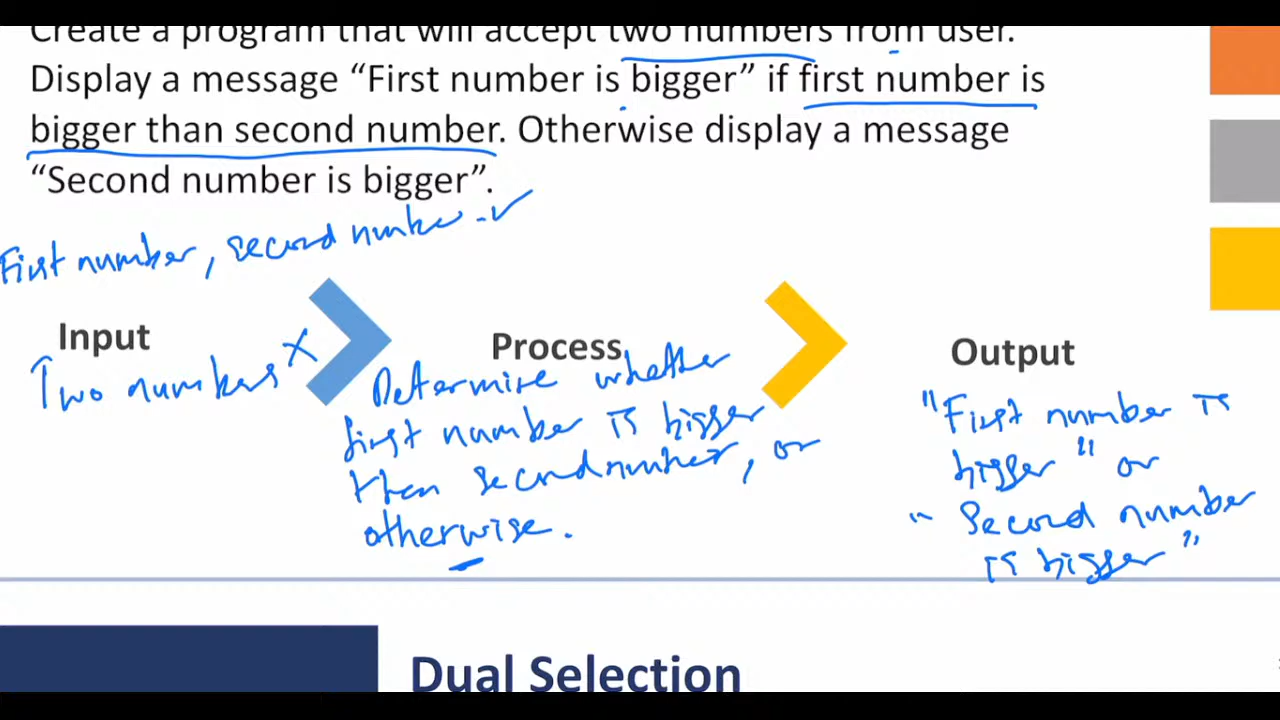 Create a program that will accept two numbers from user.
Display a message “First number is bigger” if first number is
bigger than second number. Otherwise display a message
“Second number is bigger”.
First number, second number
Input
Two numbers
Process
Determine whether
first number is bigger
then second number, or
otherwise.
Output
"First number is
bigger" or
"Second number
is bigger"
Dual Selection